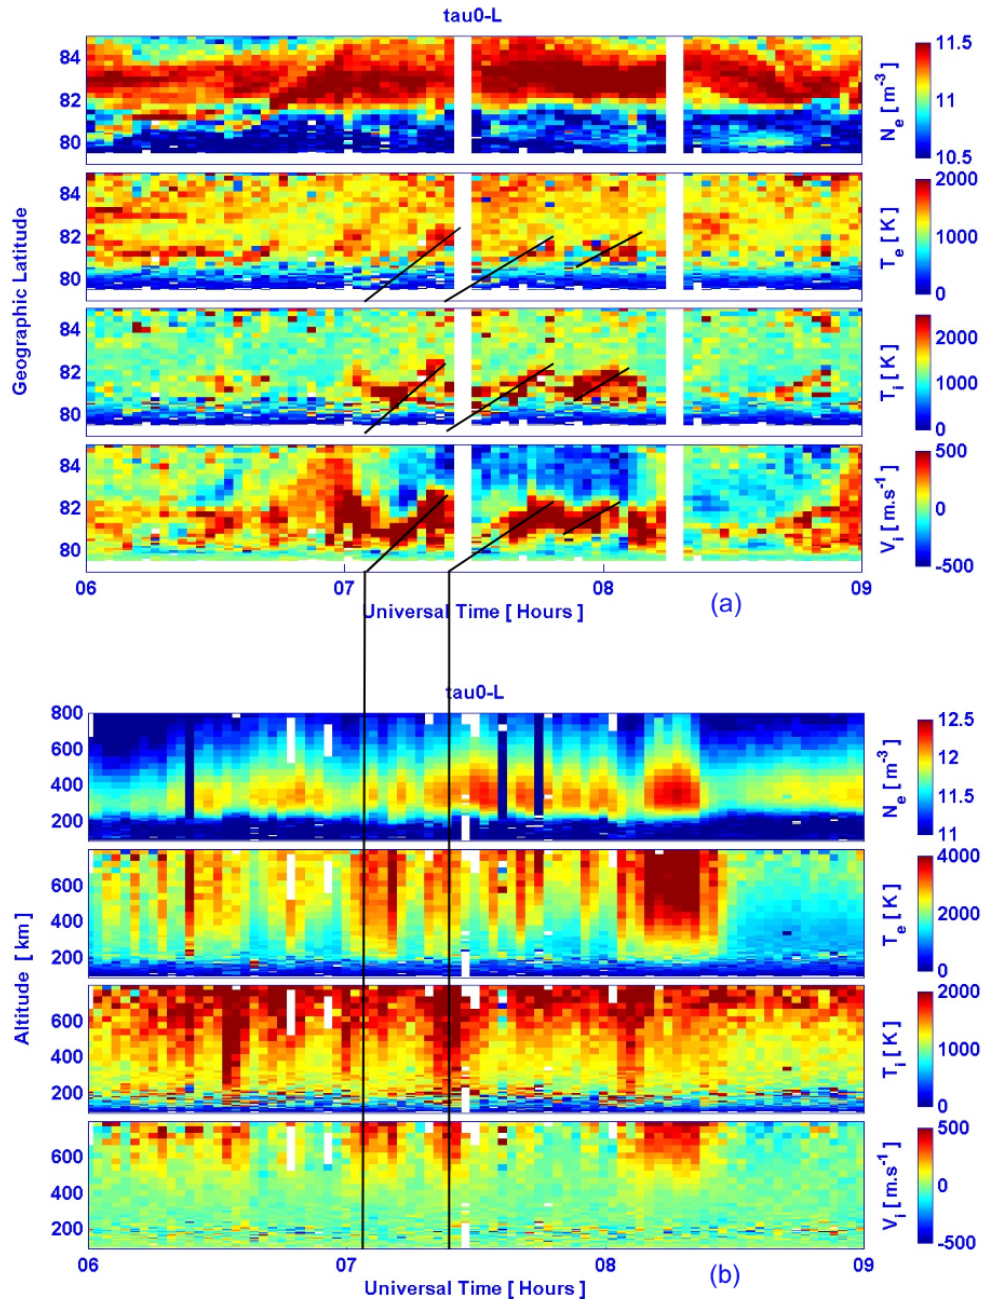 tau0-L
84
82
80
11.5
11
10.5
N_e [ m^-3 ]
84
82
80
2000
1000
0
T_e [ K ]
Geographic Latitude
84
82
80
2000
1000
0
T_i [ K ]
84
82
80
500
0
-500
V_i [ m.s^-1 ]
06 07 08 09
Universal Time [ Hours ]
(a)
tau0-L
800
600
400
200
12.5
12
11.5
11
N_e [ m^-3 ]
600
400
200
4000
3000
2000
1000
0
T_e [ K ]
Altitude [ km ]
600
400
200
2000
1000
0
T_i [ K ]
600
400
200
500
0
-500
V_i [ m.s^-1 ]
06 07 08 09
Universal Time [ Hours ]
(b)